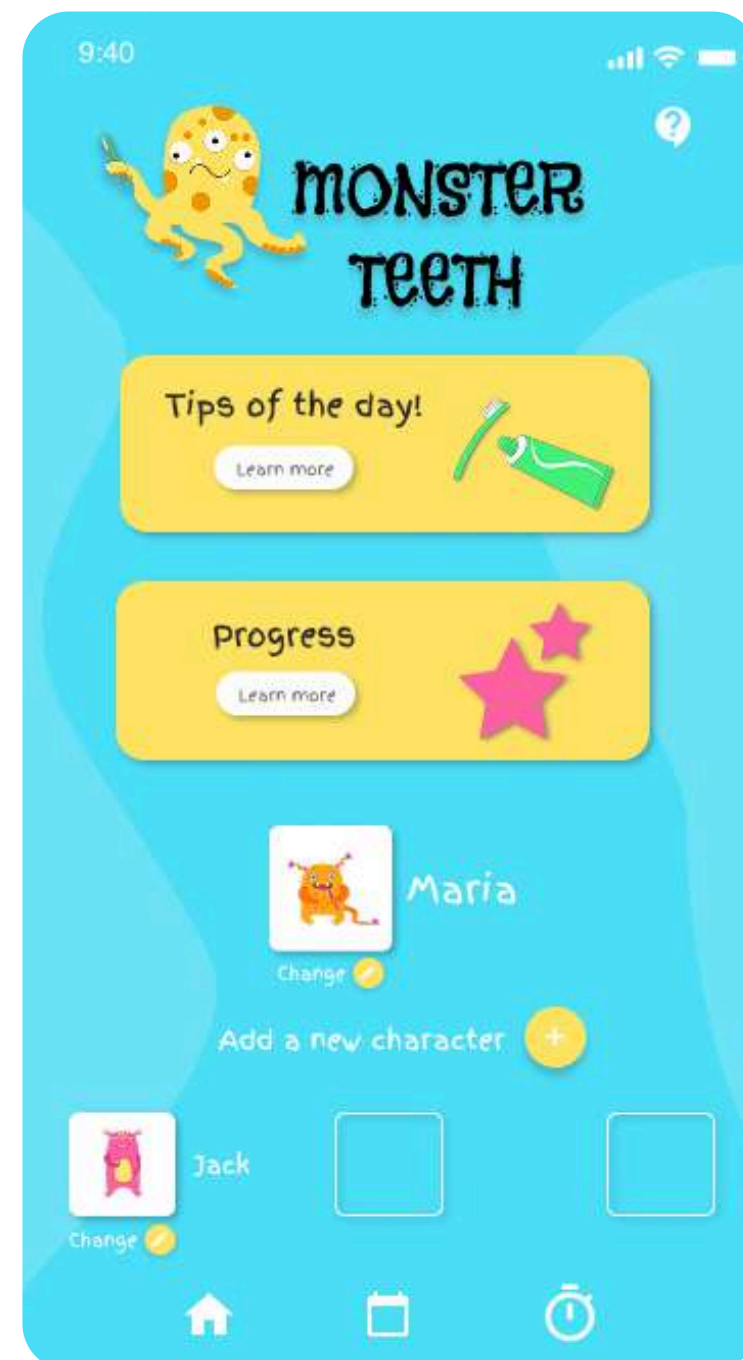 9:40
MONSTER
TEETH
Tips of the day!
Learn more
Progress
Learn more
Maria
Change
Add a new character +
Jack
Change